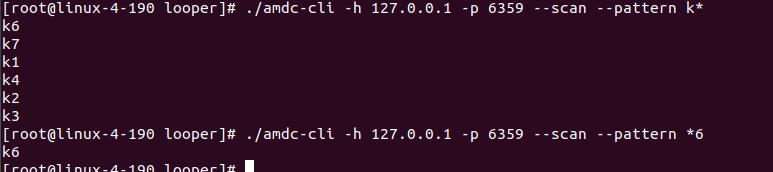 [root@linux-4-190 looper]# ./amdc-cli -h 127.0.0.1 -p 6359 --scan --pattern k*
k6
k7
k1
k4
k2
k3
[root@linux-4-190 looper]# ./amdc-cli -h 127.0.0.1 -p 6359 --scan --pattern *6
k6
[root@linux-4-190 looper]#